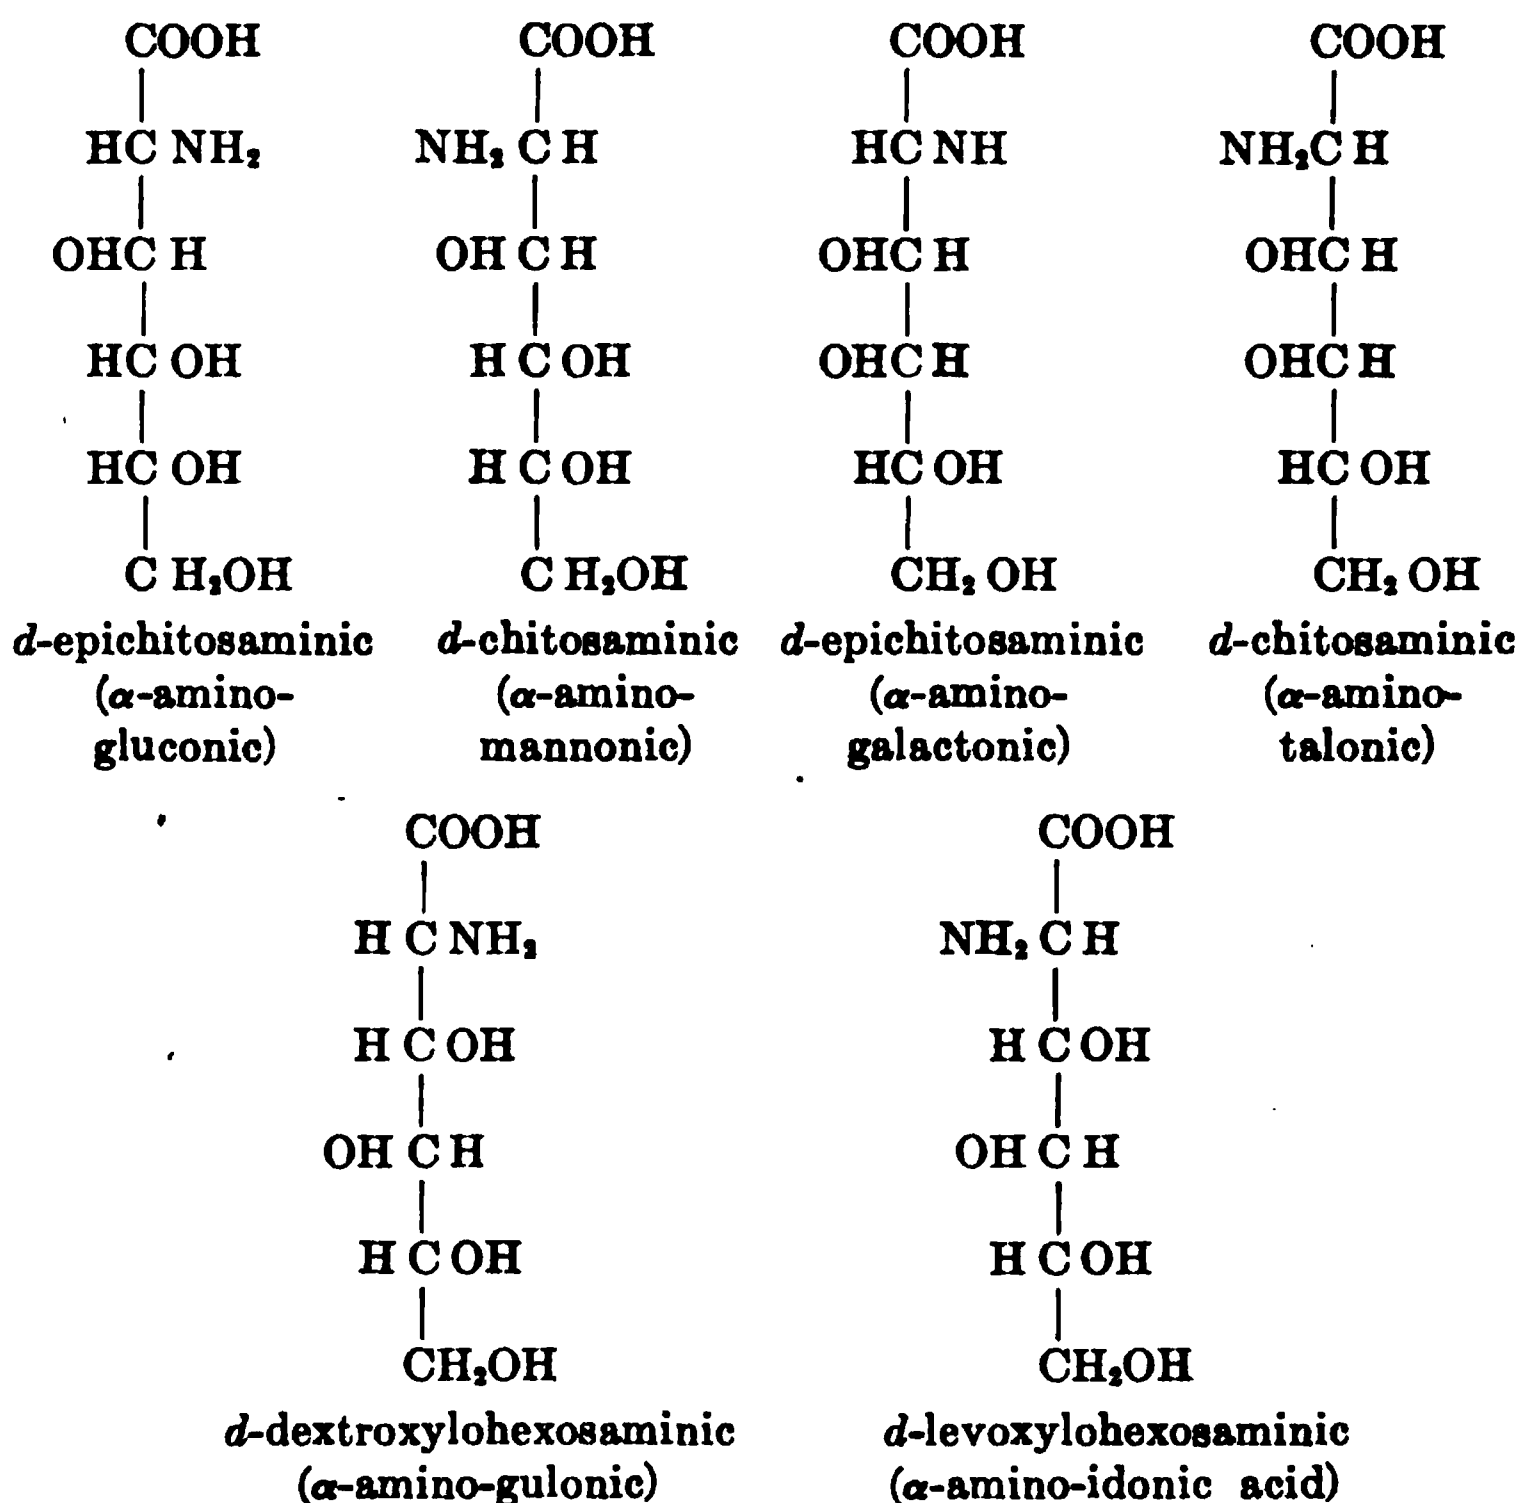 COOH COOH COOH COOH
HC NH₂ NH₂ C H HC NH NH₂C H
OHC H OH C H OHC H OHC H
HC OH H C OH OHC H OHC H
HC OH H C OH HC OH HC OH
C H₂OH C H₂OH CH₂ OH CH₂ OH
d-epichitosaminic d-chitosaminic d-epichitosaminic d-chitosaminic
(α-amino- (α-amino- (α-amino- (α-amino-
gluconic) mannonic) galactonic) talonic)
COOH COOH
H C NH₂ NH₂ C H
H C OH H C OH
OH C H OH C H
H C OH H C OH
CH₂OH CH₂OH
d-dextroxylohexosaminic d-levoxylohexosaminic
(α-amino-gulonic) (α-amino-idonic acid)